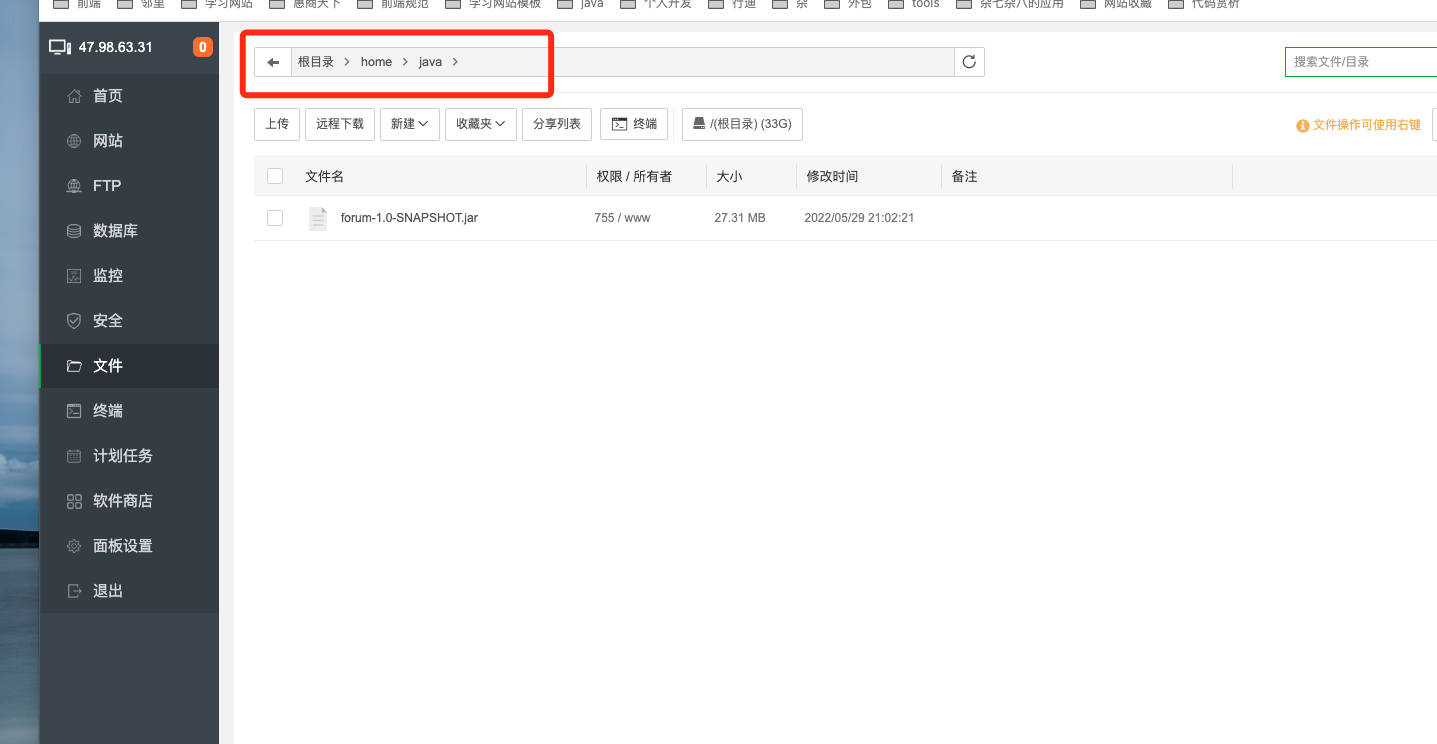 前端 邻里 学习网站 惠商天下 前端规范 学习网站模板 java 个人开发 行迪 杂 外包 tools 杂七杂八的应用 网站收藏 代码赏析
47.98.63.31 0
根目录 home java
搜索文件/目录
首页
网站
FTP
数据库
监控
安全
文件
终端
计划任务
软件商店
面板设置
退出
上传 远程下载 新建 收藏夹 分享列表 终端 /(根目录) (33G)
文件操作可使用右键
文件名 权限 / 所有者 大小 修改时间 备注
forum-1.0-SNAPSHOT.jar 755 / www 27.31 MB 2022/05/29 21:02:21